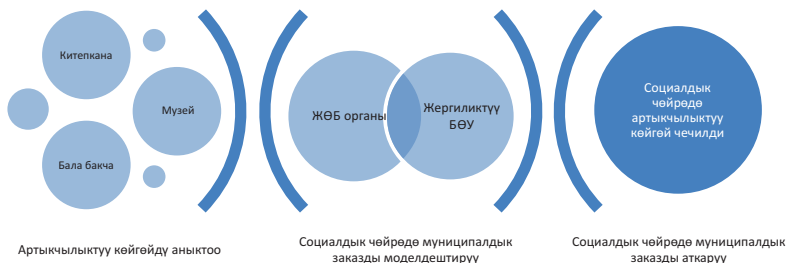 Китепкана
Музей
Бала бакча
ЖӨБ органы
Жергиликтүү
БӨУ
Социалдык
чөйрөдө
артыкчылыктуу
көйгөй чечилди
Артыкчылыктуу көйгөйду аныктоо
Социалдык чөйрөдө муниципалдык
заказды моделдештирүү
Социалдык чөйрөдө муниципалдык
заказды аткаруу